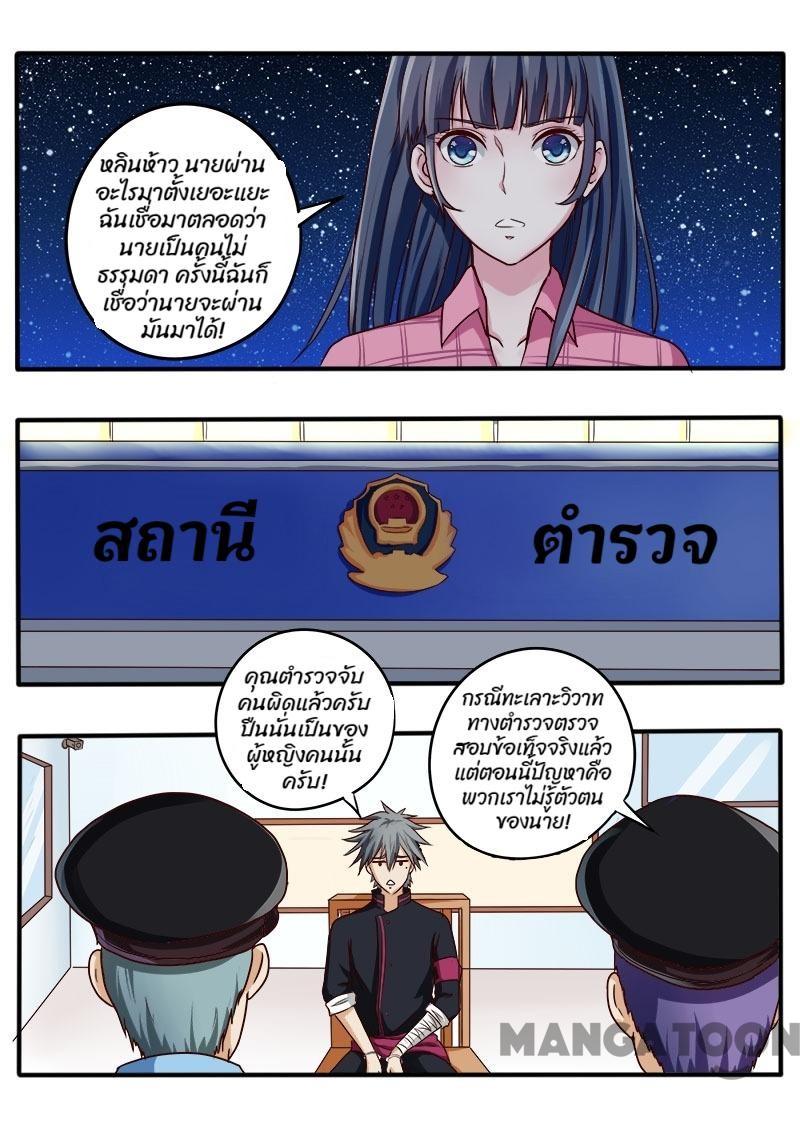 หลินห้าว นายผ่าน
อะไรมาตั้งเยอะแยะ
ฉันเชื่อมาตลอดว่า
นายเป็นคนไม่
ธรรมดา ครั้งนี้ฉันก็
เชื่อว่านายจะผ่าน
มันมาได้!
สถานี ตำรวจ
คุณตำรวจจับ
คนผิดแล้วครับ
ปืนนั่นเป็นของ
ผู้หญิงคนนั้น
ครับ!
กรณีทะเลาะวิวาท
ทางตำรวจตรวจ
สอบข้อเท็จจริงแล้ว
แต่ตอนนี้ปัญหาคือ
พวกเราไม่รู้ตัวตน
ของนาย!
MANGATOON